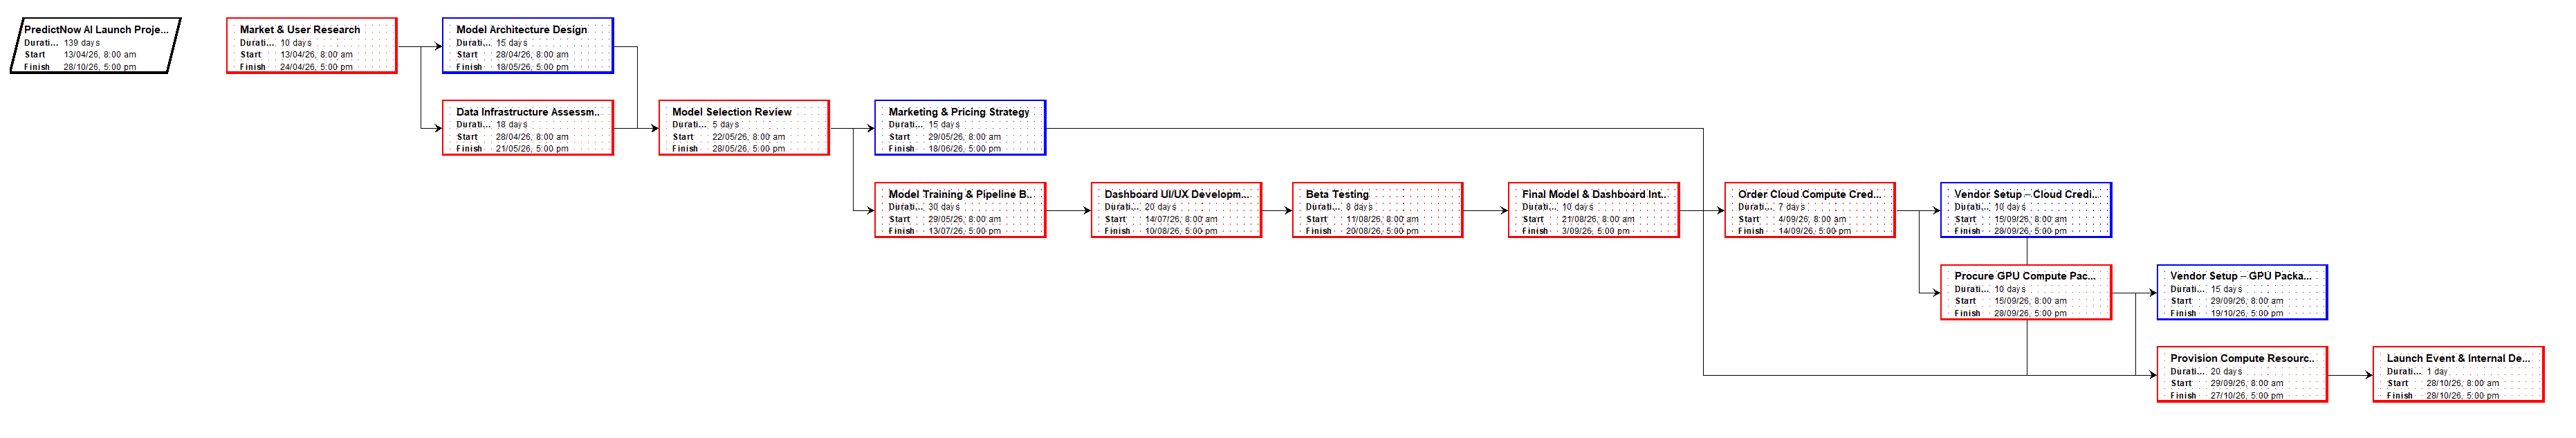 PredictNow AI Launch Proje...
Durati... 139 days
Start 13/04/26, 8:00 am
Finish 28/10/26, 5:00 pm
Market & User Research
Durati... 10 days
Start 13/04/26, 8:00 am
Finish 24/04/26, 5:00 pm
Model Architecture Design
Durati... 15 days
Start 28/04/26, 8:00 am
Finish 18/05/26, 5:00 pm
Data Infrastructure Assessm..
Durati... 18 days
Start 28/04/26, 8:00 am
Finish 21/05/26, 5:00 pm
Model Selection Review
Durati... 5 days
Start 22/05/26, 8:00 am
Finish 28/05/26, 5:00 pm
Marketing & Pricing Strategy
Durati... 15 days
Start 29/05/26, 8:00 am
Finish 18/06/26, 5:00 pm
Model Training & Pipeline B..
Durati... 30 days
Start 29/05/26, 8:00 am
Finish 13/07/26, 5:00 pm
Dashboard UI/UX Developm...
Durati... 20 days
Start 14/07/26, 8:00 am
Finish 10/08/26, 5:00 pm
Beta Testing
Durati... 8 days
Start 11/08/26, 8:00 am
Finish 20/08/26, 5:00 pm
Final Model & Dashboard Int..
Durati... 10 days
Start 21/08/26, 8:00 am
Finish 3/09/26, 5:00 pm
Order Cloud Compute Cred...
Durati... 7 days
Start 4/09/26, 8:00 am
Finish 14/09/26, 5:00 pm
Vendor Setup – Cloud Credi...
Durati... 10 days
Start 15/09/26, 8:00 am
Finish 28/09/26, 5:00 pm
Procure GPU Compute Pac...
Durati... 10 days
Start 15/09/26, 8:00 am
Finish 28/09/26, 5:00 pm
Vendor Setup – GPU Packa...
Durati... 15 days
Start 29/09/26, 8:00 am
Finish 19/10/26, 5:00 pm
Provision Compute Resourc..
Durati... 20 days
Start 29/09/26, 8:00 am
Finish 27/10/26, 5:00 pm
Launch Event & Internal De...
Durati... 1 day
Start 28/10/26, 8:00 am
Finish 28/10/26, 5:00 pm